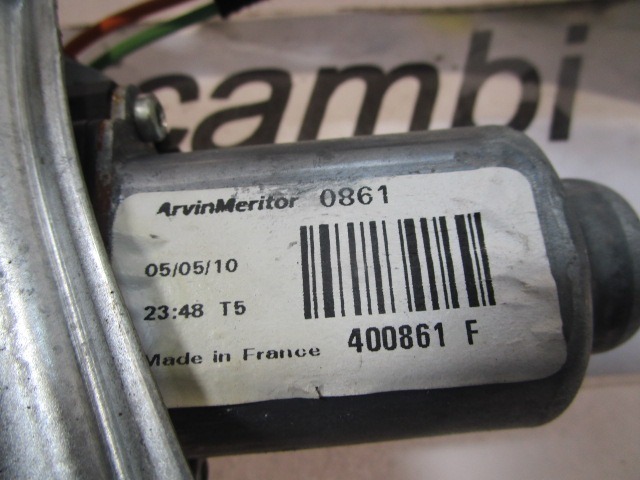 cambi
ArvinMeritor 0861
05/05/10
23:48 T5
400861 F
Made in France